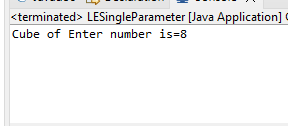 <terminated> LESingleParameter [Java Application]
Cube of Enter number is=8